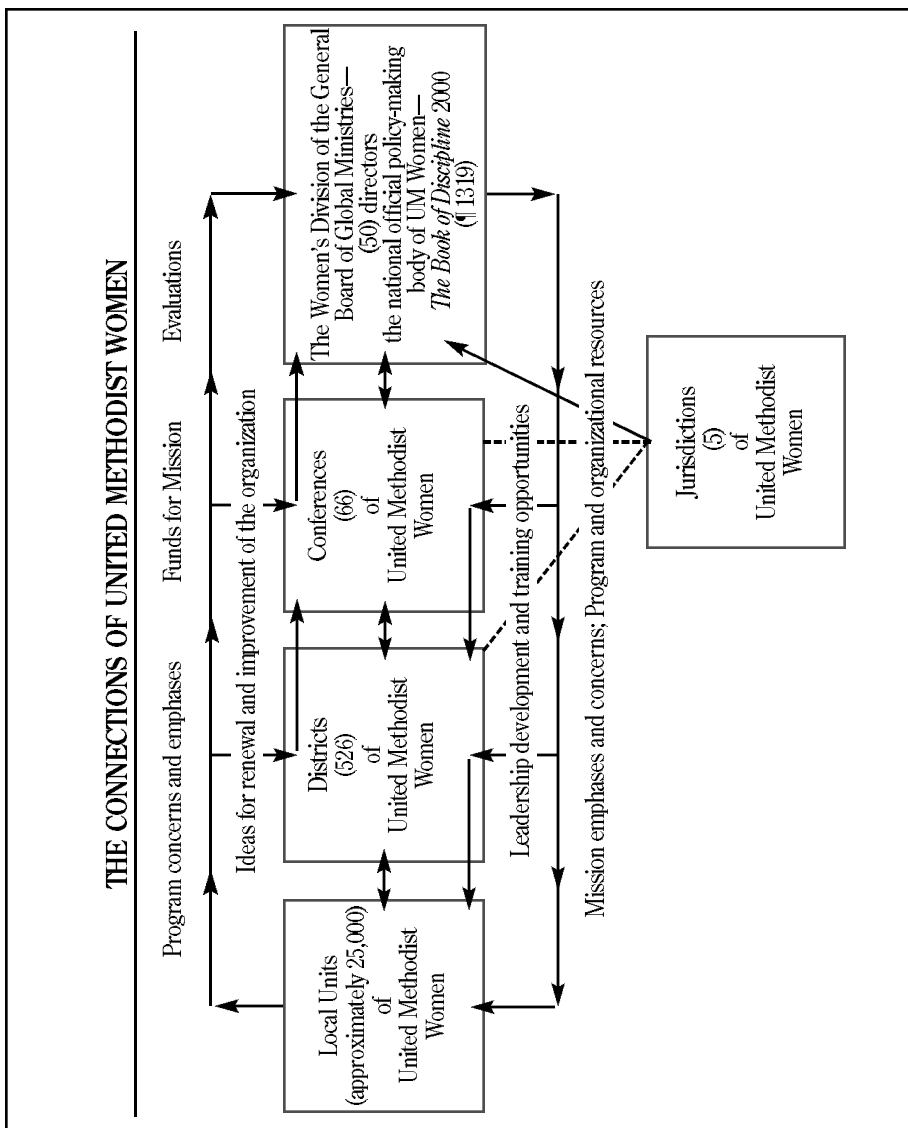 THE CONNECTIONS OF UNITED METHODIST WOMEN
Program concerns and emphases
Funds for Mission
Evaluations
Ideas for renewal and improvement of the organization
Local Units
(approximately 25,000)
of
United Methodist
Women
Districts
(526)
of
United Methodist
Women
Conferences
(66)
of
United Methodist
Women
The Women's Division of the General
Board of Global Ministries—
(50) directors
the national official policy-making
body of UM Women—
The Book of Discipline 2000
(¶ 1319)
Leadership development and training opportunities
Mission emphases and concerns; Program and organizational resources
Jurisdictions
(5)
of
United Methodist
Women